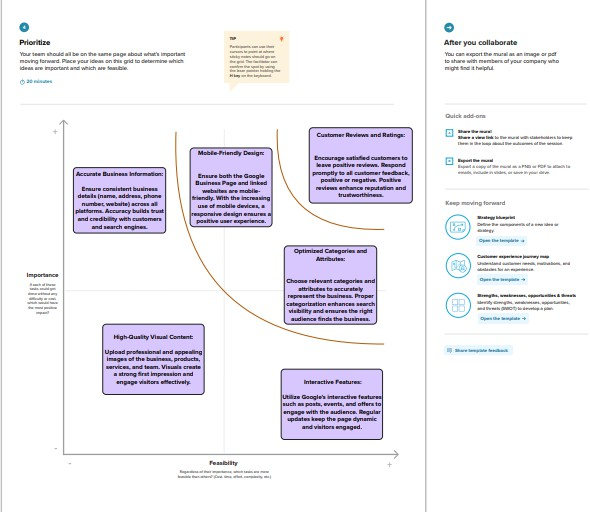 4
Prioritize
Your team should all be on the same page about what's important
moving forward. Place your ideas on this grid to determine which
ideas are important and which are feasible.
20 minutes
TIP
Participants can use their
cursors to point at where
sticky notes should go on
the grid. The facilitator can
confirm the spot by using
the laser pointer holding the
H key on the keyboard.
+
Customer Reviews and Ratings:
Encourage satisfied customers to
leave positive reviews. Respond
promptly to all customer feedback,
positive or negative. Positive
reviews enhance reputation and
trustworthiness.
Mobile-Friendly Design:
Ensure both the Google
Business Page and linked
websites are mobile-
friendly. With the increasing
use of mobile devices, a
responsive design ensures a
positive user experience.
Accurate Business Information:
Ensure consistent business
details (name, address, phone
number, website) across all
platforms. Accuracy builds trust
and credibility with customers
and search engines.
Optimized Categories and
Attributes:
Choose relevant categories and
attributes to accurately
represent the business. Proper
categorization enhances search
visibility and ensures the right
audience finds the business.
Importance
If each of these
tasks could get
done without any
difficulty or cost,
which would have
the most positive
impact?
High-Quality Visual Content:
Upload professional and appealing
images of the business, products,
services, and team. Visuals create
a strong first impression and
engage visitors effectively.
Interactive Features:
Utilize Google's interactive features
such as posts, events, and offers to
engage with the audience. Regular
updates keep the page dynamic
and visitors engaged.
-
-
Feasibility
+
Regardless of their importance, which tasks are more
feasible than others? (Cost, time, effort, complexity, etc.)
After you collaborate
You can export the mural as an image or pdf
to share with members of your company who
might find it helpful.
Quick add-ons
Share the mural
Share a view link to the mural with stakeholders to keep
them in the loop about the outcomes of the session.
Export the mural
Export a copy of the mural as a PNG or PDF to attach to
emails, include in slides, or save in your drive.
Keep moving forward
Strategy blueprint
Define the components of a new idea or
strategy.
Open the template →
Customer experience journey map
Understand customer needs, motivations, and
obstacles for an experience.
Open the template →
Strengths, weaknesses, opportunities & threats
Identify strengths, weaknesses, opportunities,
and threats (SWOT) to develop a plan.
Open the template →
Share template feedback